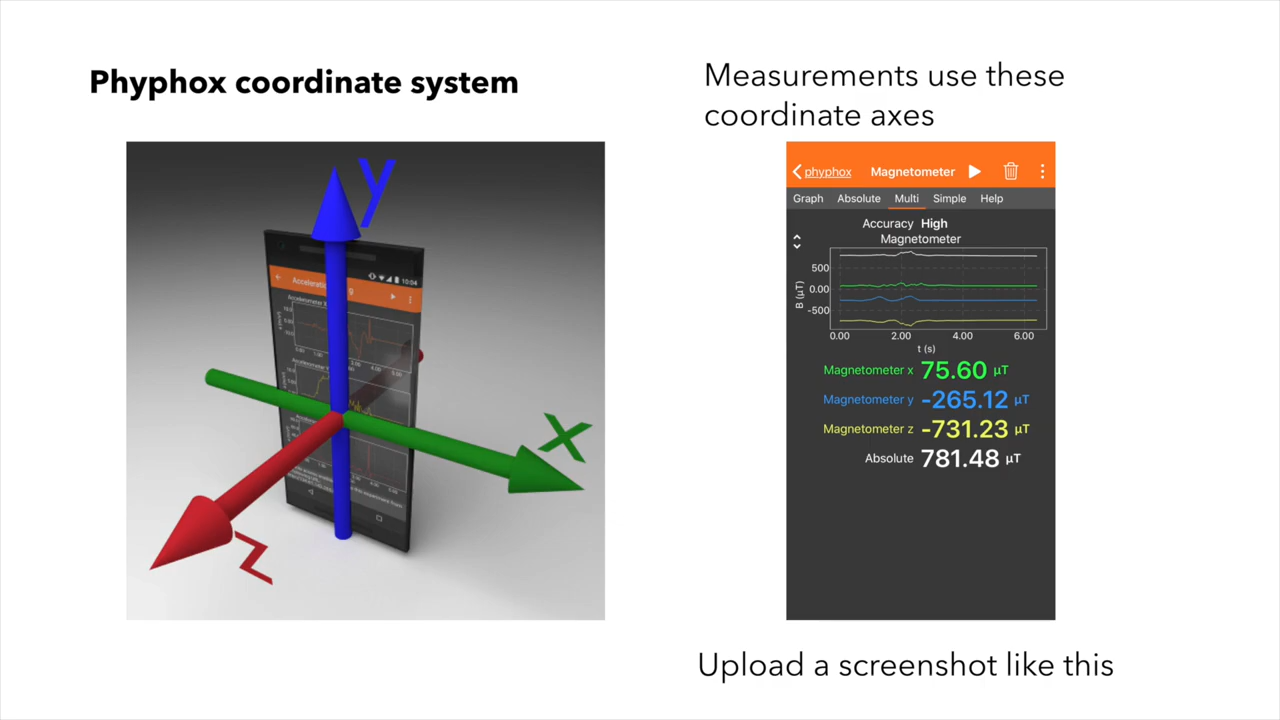 Phyphox coordinate system
Measurements use these
coordinate axes
y
x
z
10:04
phyphox Magnetometer
Graph Absolute Multi Simple Help
Accuracy High
Magnetometer
500
0.00
-500
B (µT)
0.00 2.00 4.00 6.00
t (s)
Magnetometer x 75.60 µT
Magnetometer y -265.12 µT
Magnetometer z -731.23 µT
Absolute 781.48 µT
Upload a screenshot like this